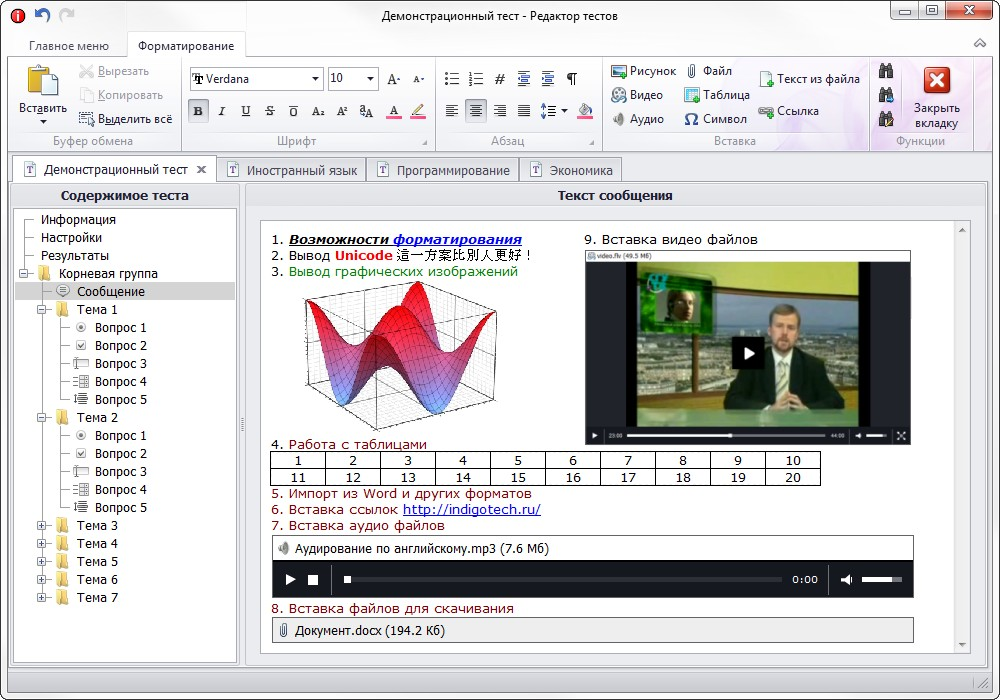 Демонстрационный тест - Редактор тестов
Главное меню Форматирование
Вставить
Вырезать
Копировать
Выделить всё
Буфер обмена
Verdana 10
Шрифт
Абзац
Рисунок Файл Текст из файла
Видео Таблица Ссылка
Аудио Символ
Вставка
Закрыть
вкладку
Функции
Демонстрационный тест Иностранный язык Программирование Экономика
Содержимое теста
Информация
Настройки
Результаты
Корневая группа
Сообщение
Тема 1
Вопрос 1
Вопрос 2
Вопрос 3
Вопрос 4
Вопрос 5
Тема 2
Вопрос 1
Вопрос 2
Вопрос 3
Вопрос 4
Вопрос 5
Тема 3
Тема 4
Тема 5
Тема 6
Тема 7
Текст сообщения
1. Возможности форматирования
2. Вывод Unicode 這一方案比別人更好！
3. Вывод графических изображений
4. Работа с таблицами
1 2 3 4 5 6 7 8 9 10
11 12 13 14 15 16 17 18 19 20
5. Импорт из Word и других форматов
6. Вставка ссылок http://indigotech.ru/
7. Вставка аудио файлов
Аудирование по английскому.mp3 (7.6 Мб)
0:00
8. Вставка файлов для скачивания
Документ.docx (194.2 Кб)
9. Вставка видео файлов
video.flv (49.5 Мб)
23:00